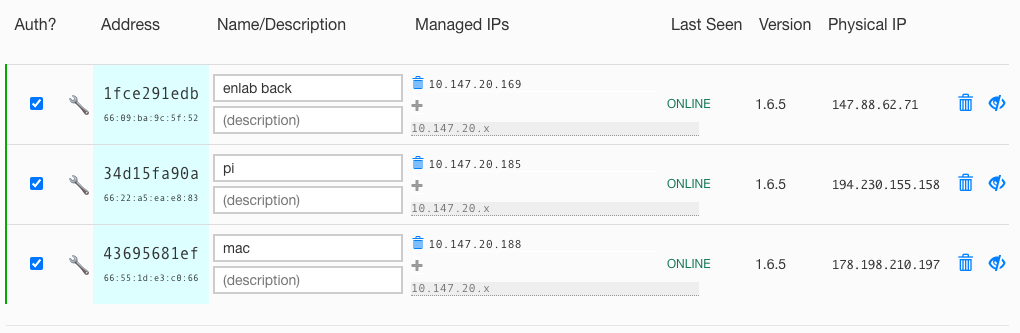 Auth? Address Name/Description Managed IPs Last Seen Version Physical IP
1fce291edb
66:09:ba:9c:5f:52
enlab back
(description)
10.147.20.169
10.147.20.x
ONLINE 1.6.5 147.88.62.71
34d15fa90a
66:22:a5:ea:e8:83
pi
(description)
10.147.20.185
10.147.20.x
ONLINE 1.6.5 194.230.155.158
43695681ef
66:55:1d:e3:c0:66
mac
(description)
10.147.20.188
10.147.20.x
ONLINE 1.6.5 178.198.210.197